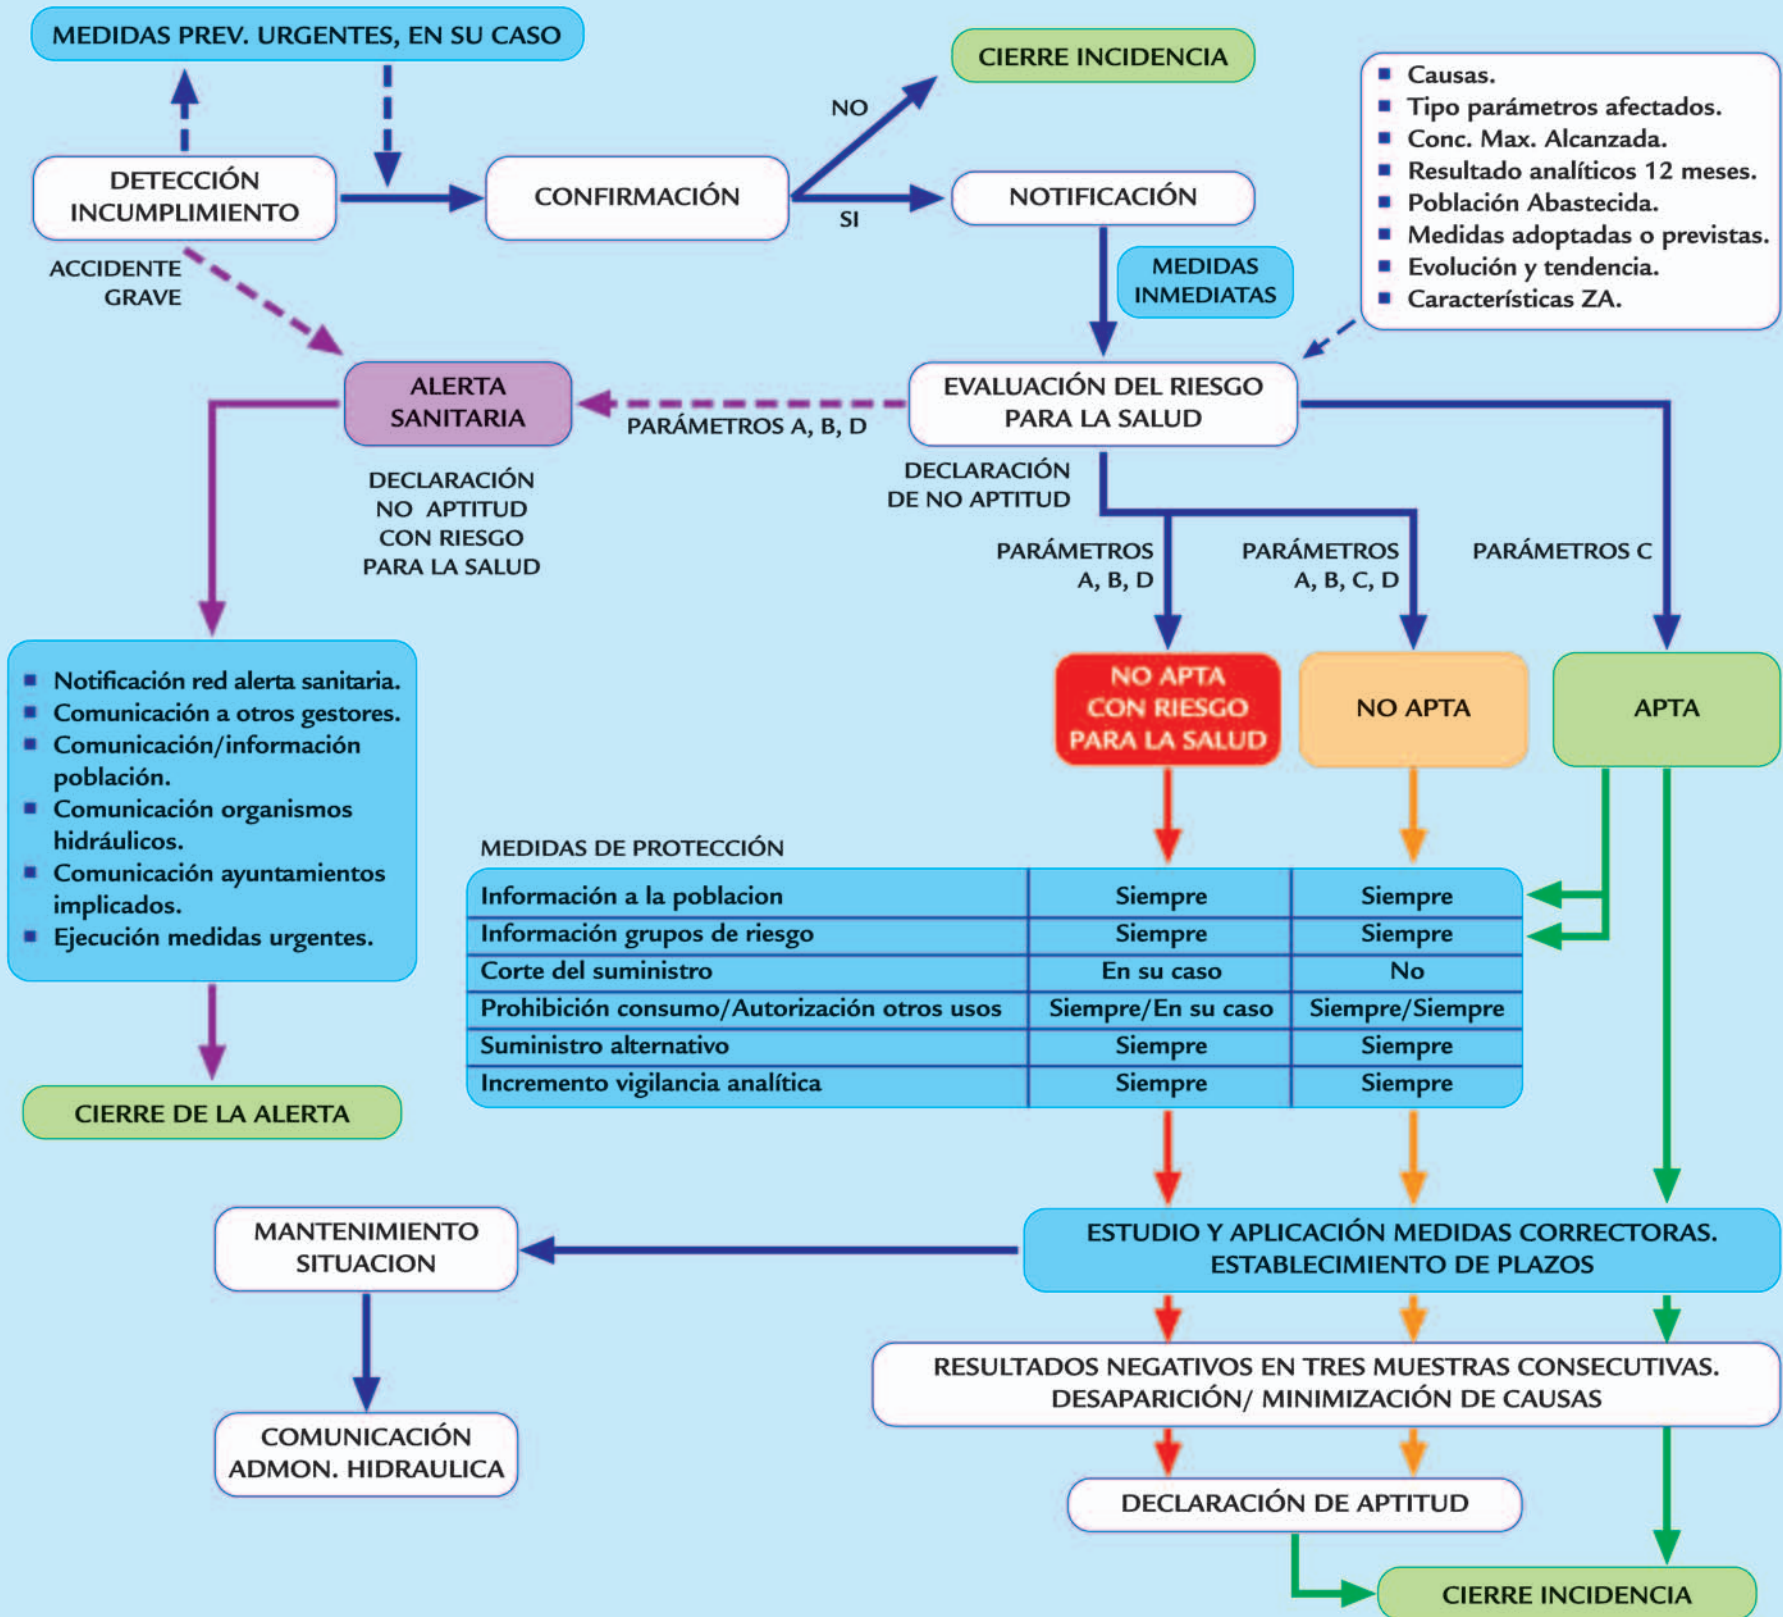 MEDIDAS PREV. URGENTES, EN SU CASO
CIERRE INCIDENCIA
NO
DETECCIÓN
INCUMPLIMIENTO
CONFIRMACIÓN
SI
NOTIFICACIÓN
Causas.
Tipo parámetros afectados.
Conc. Max. Alcanzada.
Resultado analíticos 12 meses.
Población Abastecida.
Medidas adoptadas o previstas.
Evolución y tendencia.
Características ZA.
ACCIDENTE
GRAVE
MEDIDAS
INMEDIATAS
ALERTA
SANITARIA
PARÁMETROS A, B, D
EVALUACIÓN DEL RIESGO
PARA LA SALUD
DECLARACIÓN
NO APTITUD
CON RIESGO
PARA LA SALUD
DECLARACIÓN
DE NO APTITUD
PARÁMETROS
A, B, D
PARÁMETROS
A, B, C, D
PARÁMETROS C
Notificación red alerta sanitaria.
Comunicación a otros gestores.
Comunicación/información
población.
Comunicación organismos
hidráulicos.
Comunicación ayuntamientos
implicados.
Ejecución medidas urgentes.
NO APTA
CON RIESGO
PARA LA SALUD
NO APTA
APTA
MEDIDAS DE PROTECCIÓN
Información a la poblacion Siempre Siempre
Información grupos de riesgo Siempre Siempre
Corte del suministro En su caso No
Prohibición consumo/Autorización otros usos Siempre/En su caso Siempre/Siempre
Suministro alternativo Siempre Siempre
Incremento vigilancia analítica Siempre Siempre
CIERRE DE LA ALERTA
MANTENIMIENTO
SITUACION
ESTUDIO Y APLICACIÓN MEDIDAS CORRECTORAS.
ESTABLECIMIENTO DE PLAZOS
RESULTADOS NEGATIVOS EN TRES MUESTRAS CONSECUTIVAS.
DESAPARICIÓN/ MINIMIZACIÓN DE CAUSAS
COMUNICACIÓN
ADMON. HIDRAULICA
DECLARACIÓN DE APTITUD
CIERRE INCIDENCIA